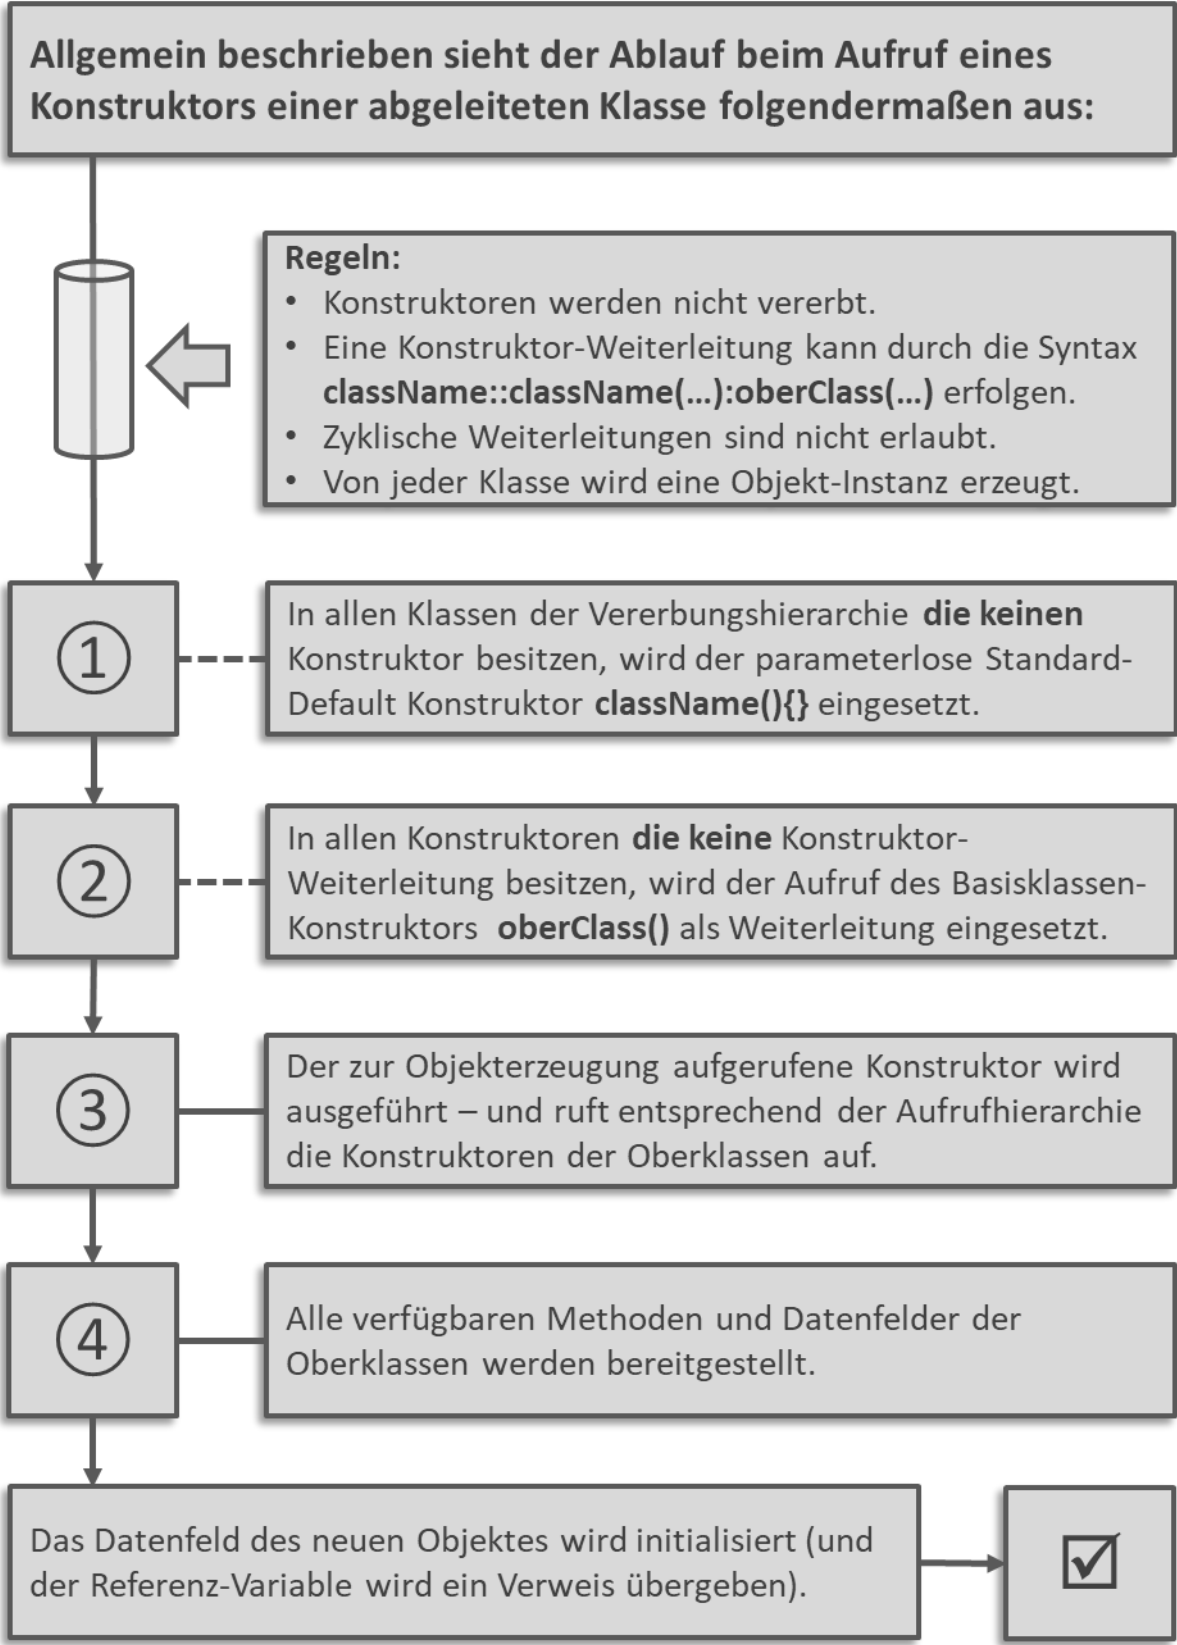 Allgemein beschrieben sieht der Ablauf beim Aufruf eines
Konstruktors einer abgeleiteten Klasse folgendermaßen aus:
Regeln:
• Konstruktoren werden nicht vererbt.
• Eine Konstruktor-Weiterleitung kann durch die Syntax
className::className(…):oberClass(…) erfolgen.
• Zyklische Weiterleitungen sind nicht erlaubt.
• Von jeder Klasse wird eine Objekt-Instanz erzeugt.
①
In allen Klassen der Vererbungshierarchie die keinen
Konstruktor besitzen, wird der parameterlose Standard-
Default Konstruktor className(){} eingesetzt.
②
In allen Konstruktoren die keine Konstruktor-
Weiterleitung besitzen, wird der Aufruf des Basisklassen-
Konstruktors oberClass() als Weiterleitung eingesetzt.
③
Der zur Objekterzeugung aufgerufene Konstruktor wird
ausgeführt – und ruft entsprechend der Aufrufhierarchie
die Konstruktoren der Oberklassen auf.
④
Alle verfügbaren Methoden und Datenfelder der
Oberklassen werden bereitgestellt.
Das Datenfeld des neuen Objektes wird initialisiert (und
der Referenz-Variable wird ein Verweis übergeben).